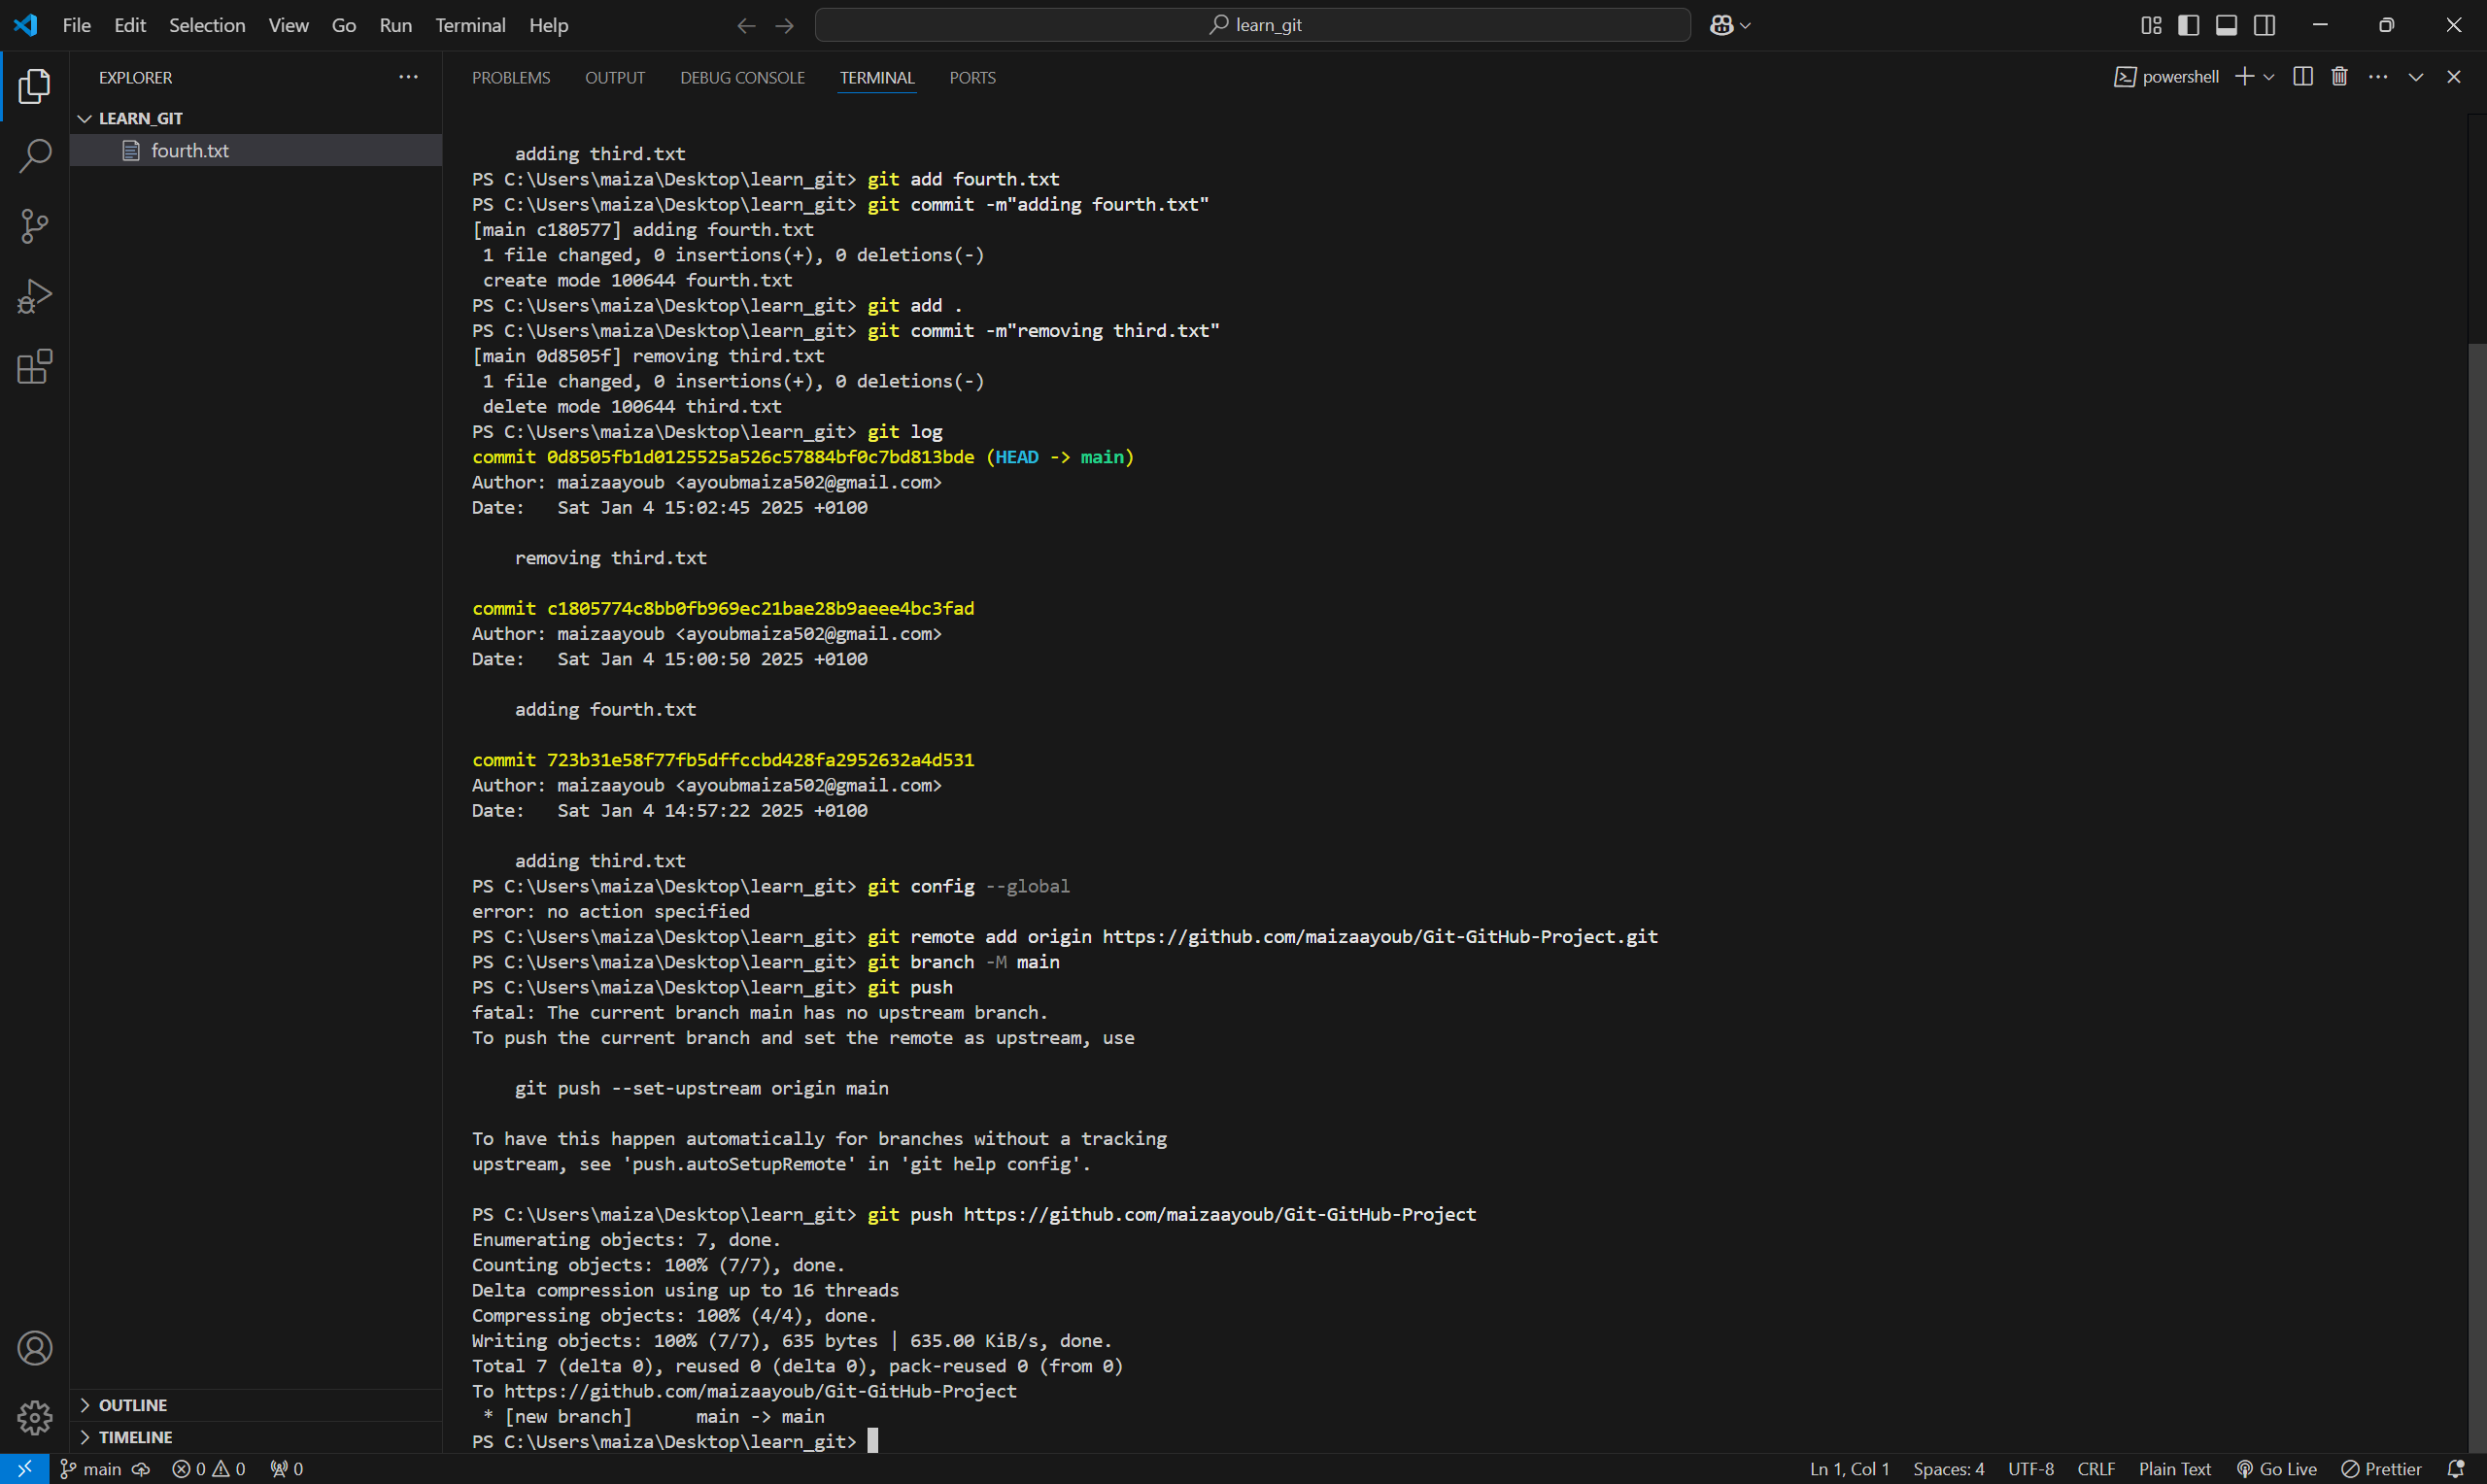 File Edit Selection View Go Run Terminal Help
learn_git
EXPLORER
LEARN_GIT
fourth.txt
OUTLINE
TIMELINE
PROBLEMS OUTPUT DEBUG CONSOLE TERMINAL PORTS
powershell
adding third.txt
PS C:\Users\maiza\Desktop\learn_git> git add fourth.txt
PS C:\Users\maiza\Desktop\learn_git> git commit -m"adding fourth.txt"
[main c180577] adding fourth.txt
1 file changed, 0 insertions(+), 0 deletions(-)
create mode 100644 fourth.txt
PS C:\Users\maiza\Desktop\learn_git> git add .
PS C:\Users\maiza\Desktop\learn_git> git commit -m"removing third.txt"
[main 0d8505f] removing third.txt
1 file changed, 0 insertions(+), 0 deletions(-)
delete mode 100644 third.txt
PS C:\Users\maiza\Desktop\learn_git> git log
commit 0d8505fb1d0125525a526c57884bf0c7bd813bde (HEAD -> main)
Author: maizaayoub <ayoubmaiza502@gmail.com>
Date:   Sat Jan 4 15:02:45 2025 +0100
removing third.txt
commit c1805774c8bb0fb969ec21bae28b9aeee4bc3fad
Author: maizaayoub <ayoubmaiza502@gmail.com>
Date:   Sat Jan 4 15:00:50 2025 +0100
adding fourth.txt
commit 723b31e58f77fb5dffccbd428fa2952632a4d531
Author: maizaayoub <ayoubmaiza502@gmail.com>
Date:   Sat Jan 4 14:57:22 2025 +0100
adding third.txt
PS C:\Users\maiza\Desktop\learn_git> git config --global
error: no action specified
PS C:\Users\maiza\Desktop\learn_git> git remote add origin https://github.com/maizaayoub/Git-GitHub-Project.git
PS C:\Users\maiza\Desktop\learn_git> git branch -M main
PS C:\Users\maiza\Desktop\learn_git> git push
fatal: The current branch main has no upstream branch.
To push the current branch and set the remote as upstream, use
git push --set-upstream origin main
To have this happen automatically for branches without a tracking
upstream, see 'push.autoSetupRemote' in 'git help config'.
PS C:\Users\maiza\Desktop\learn_git> git push https://github.com/maizaayoub/Git-GitHub-Project
Enumerating objects: 7, done.
Counting objects: 100% (7/7), done.
Delta compression using up to 16 threads
Compressing objects: 100% (4/4), done.
Writing objects: 100% (7/7), 635 bytes | 635.00 KiB/s, done.
Total 7 (delta 0), reused 0 (delta 0), pack-reused 0 (from 0)
To https://github.com/maizaayoub/Git-GitHub-Project
* [new branch]      main -> main
PS C:\Users\maiza\Desktop\learn_git>
main 0 0 0 Ln 1, Col 1 Spaces: 4 UTF-8 CRLF Plain Text Go Live Prettier